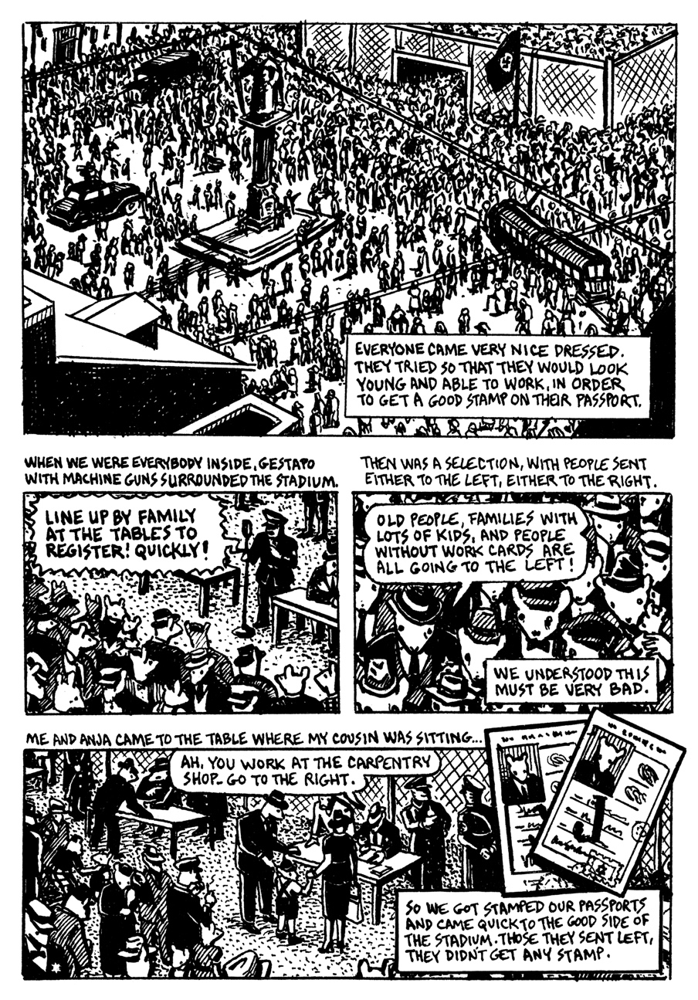 EVERYONE CAME VERY NICE DRESSED.
THEY TRIED SO THAT THEY WOULD LOOK
YOUNG AND ABLE TO WORK, IN ORDER
TO GET A GOOD STAMP ON THEIR PASSPORT.
WHEN WE WERE EVERYBODY INSIDE, GESTAPO
WITH MACHINE GUNS SURROUNDED THE STADIUM.
LINE UP BY FAMILY
AT THE TABLES TO
REGISTER! QUICKLY!
THEN WAS A SELECTION, WITH PEOPLE SENT
EITHER TO THE LEFT, EITHER TO THE RIGHT.
OLD PEOPLE, FAMILIES WITH
LOTS OF KIDS, AND PEOPLE
WITHOUT WORK CARDS ARE
ALL GOING TO THE LEFT!
WE UNDERSTOOD THIS
MUST BE VERY BAD.
ME AND ANJA CAME TO THE TABLE WHERE MY COUSIN WAS SITTING...
AH, YOU WORK AT THE CARPENTRY
SHOP- GO TO THE RIGHT.
J
SO WE GOT STAMPED OUR PASSPORTS
AND CAME QUICK TO THE GOOD SIDE OF
THE STADIUM. THOSE THEY SENT LEFT,
THEY DIDN'T GET ANY STAMP.